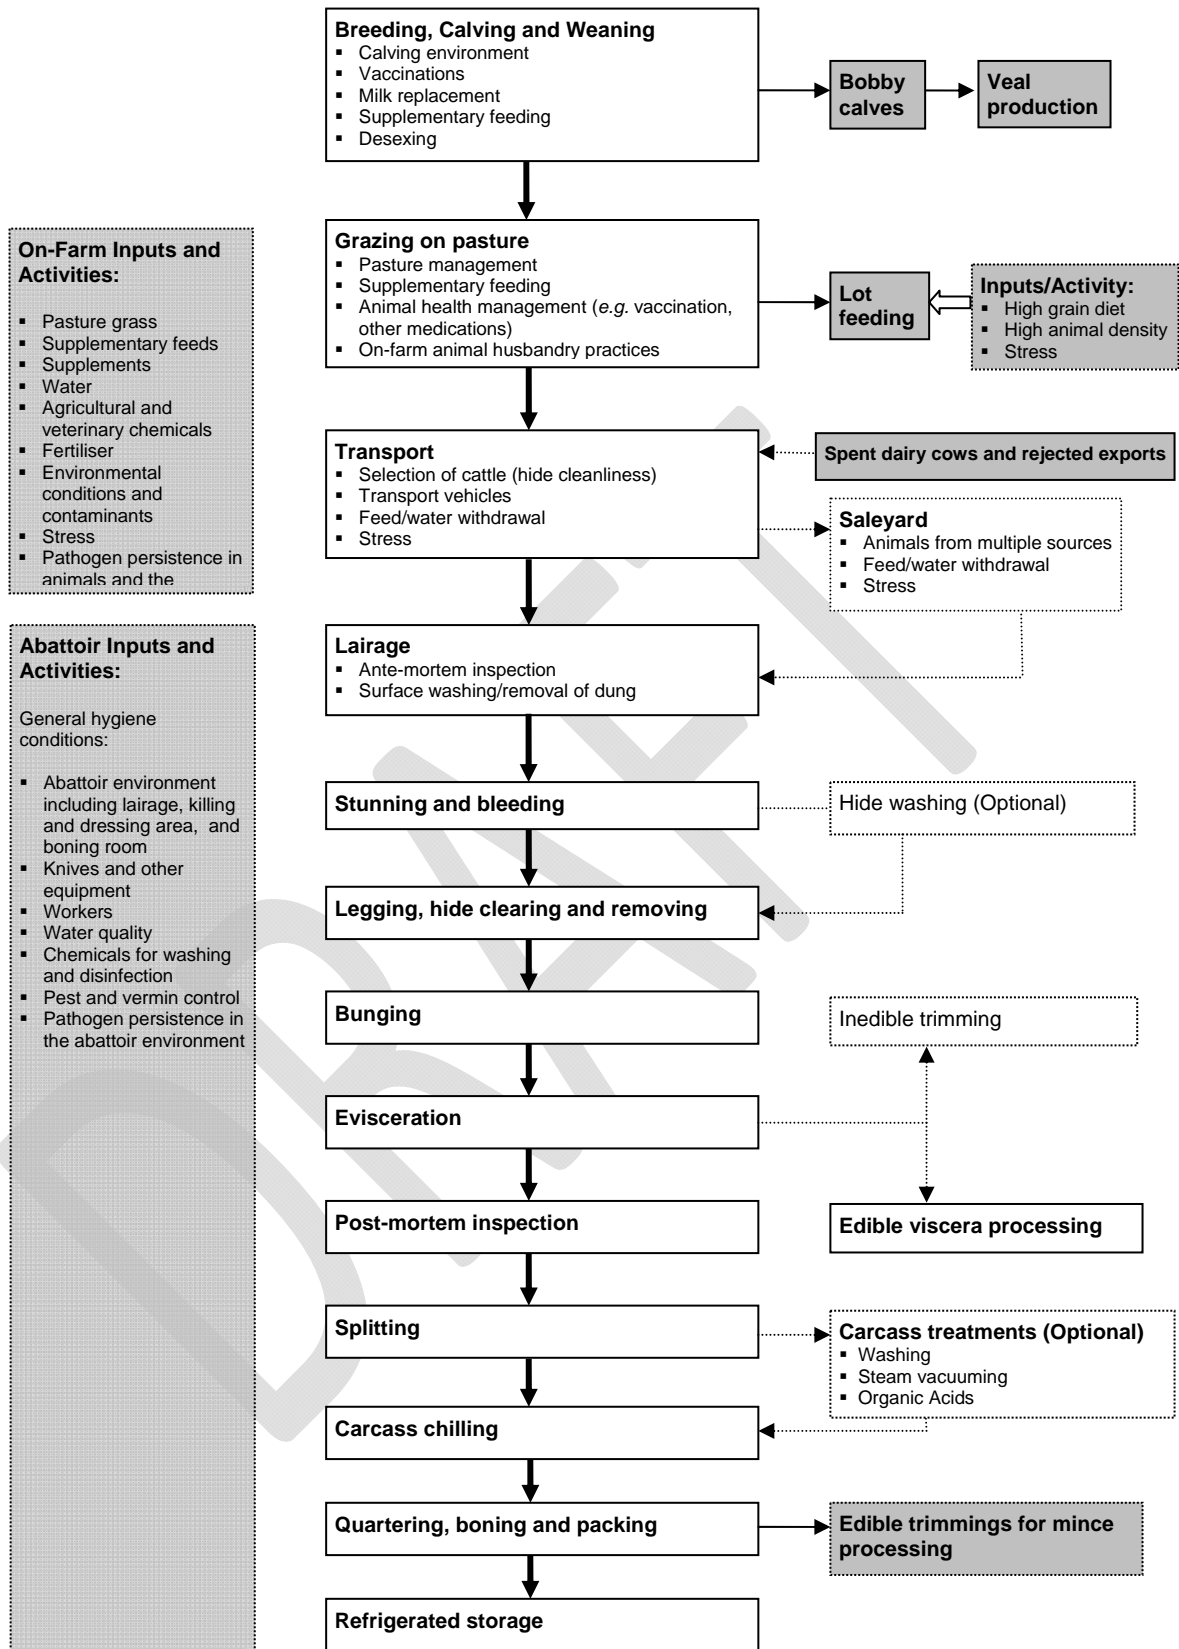 Breeding, Calving and Weaning
▪ Calving environment
▪ Vaccinations
▪ Milk replacement
▪ Supplementary feeding
▪ Desexing
Bobby
calves
Veal
production
On-Farm Inputs and
Activities:
▪ Pasture grass
▪ Supplementary feeds
▪ Supplements
▪ Water
▪ Agricultural and
veterinary chemicals
▪ Fertiliser
▪ Environmental
conditions and
contaminants
▪ Stress
▪ Pathogen persistence in
animals and the
Grazing on pasture
▪ Pasture management
▪ Supplementary feeding
▪ Animal health management (e.g. vaccination,
other medications)
▪ On-farm animal husbandry practices
Lot
feeding
Inputs/Activity:
▪ High grain diet
▪ High animal density
▪ Stress
Transport
▪ Selection of cattle (hide cleanliness)
▪ Transport vehicles
▪ Feed/water withdrawal
▪ Stress
Spent dairy cows and rejected exports
Saleyard
▪ Animals from multiple sources
▪ Feed/water withdrawal
▪ Stress
Abattoir Inputs and
Activities:
General hygiene
conditions:
▪ Abattoir environment
including lairage, killing
and dressing area, and
boning room
▪ Knives and other
equipment
▪ Workers
▪ Water quality
▪ Chemicals for washing
and disinfection
▪ Pest and vermin control
▪ Pathogen persistence in
the abattoir environment
Lairage
▪ Ante-mortem inspection
▪ Surface washing/removal of dung
Stunning and bleeding
Hide washing (Optional)
Legging, hide clearing and removing
Bunging
Inedible trimming
Evisceration
Post-mortem inspection
Edible viscera processing
Splitting
Carcass treatments (Optional)
▪ Washing
▪ Steam vacuuming
▪ Organic Acids
Carcass chilling
Quartering, boning and packing
Edible trimmings for mince
processing
Refrigerated storage
DRAFT